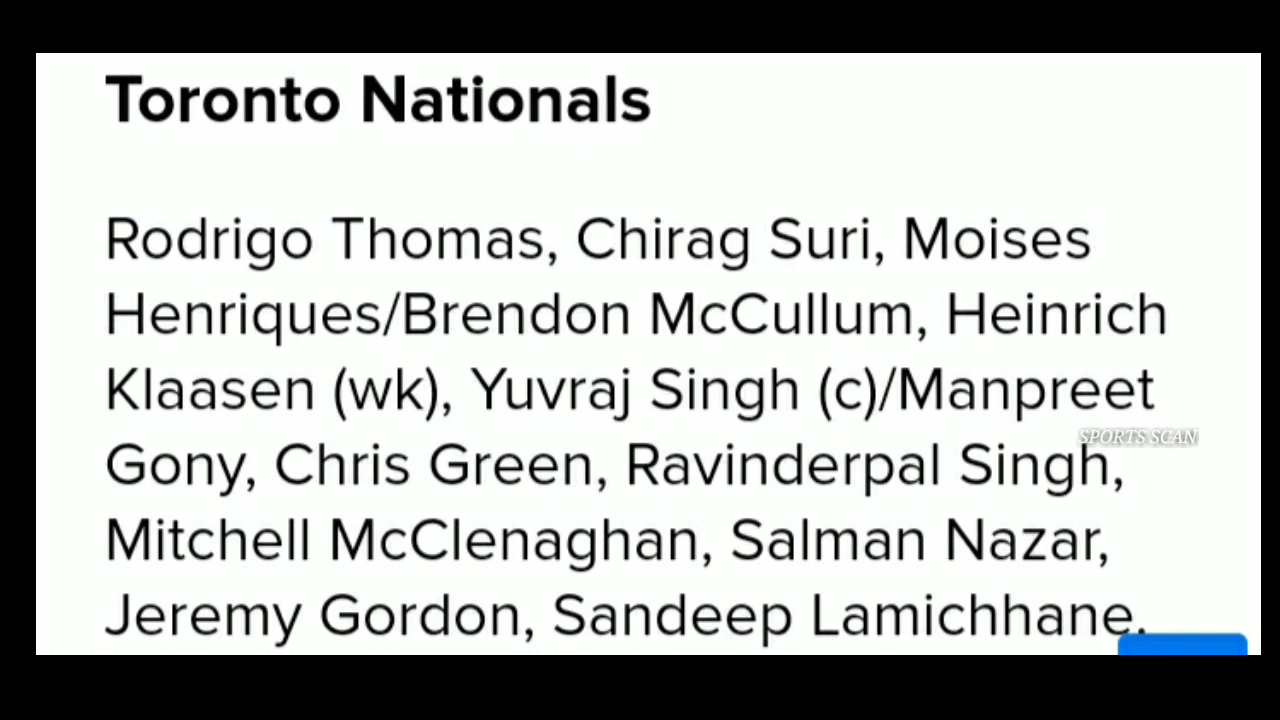 Toronto Nationals
Rodrigo Thomas, Chirag Suri, Moises
Henriques/Brendon McCullum, Heinrich
Klaasen (wk), Yuvraj Singh (c)/Manpreet
SPORTS SCAN
Gony, Chris Green, Ravinderpal Singh,
Mitchell McClenaghan, Salman Nazar,
Jeremy Gordon, Sandeep Lamichhane.